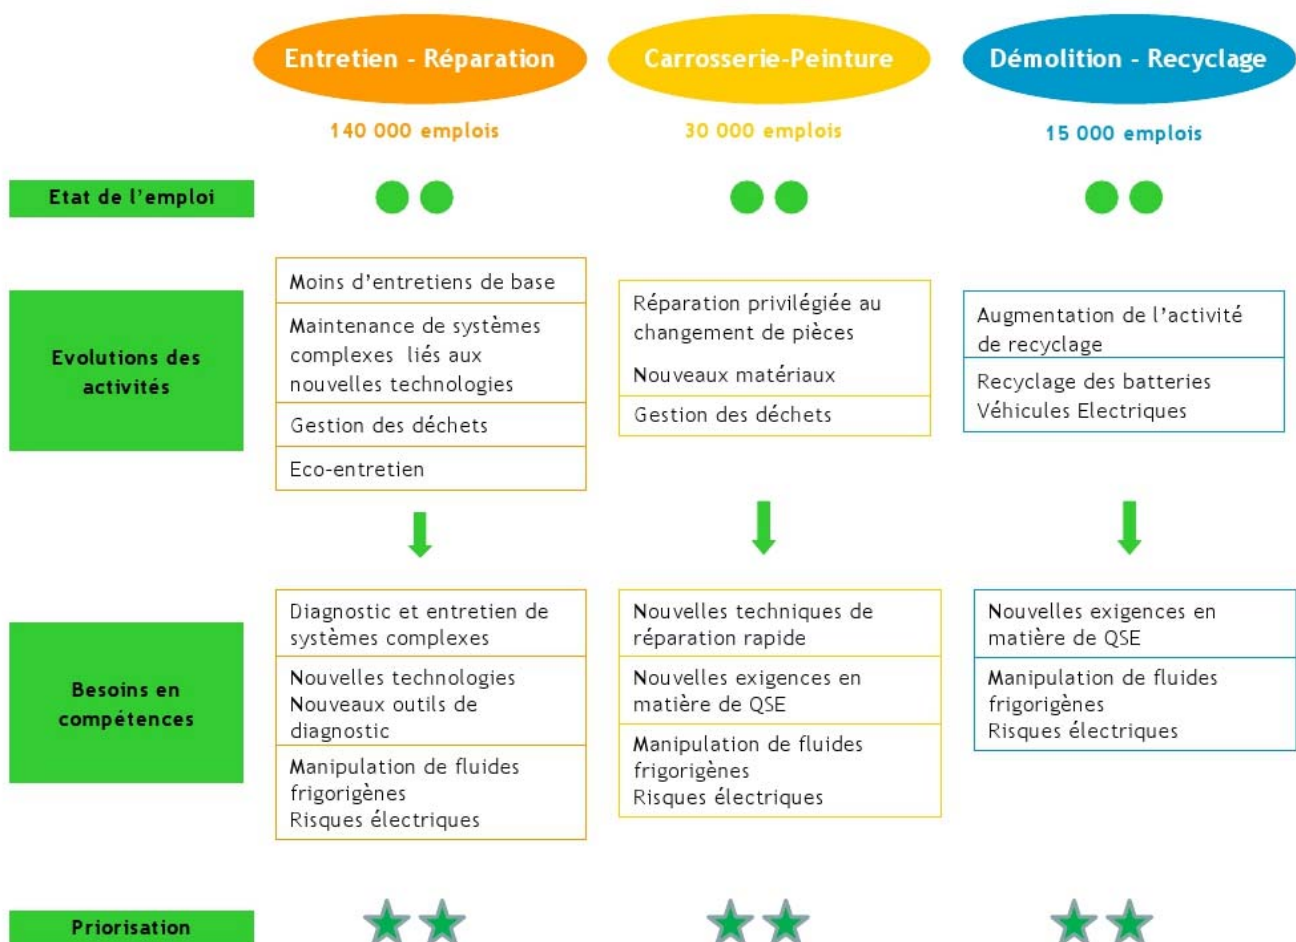 Entretien - Réparation
Carrosserie-Peinture
Démolition - Recyclage
140 000 emplois
30 000 emplois
15 000 emplois
Etat de l'emploi
Evolutions des
activités
Moins d'entretiens de base
Maintenance de systèmes
complexes liés aux
nouvelles technologies
Gestion des déchets
Eco-entretien
Réparation privilégiée au
changement de pièces
Nouveaux matériaux
Gestion des déchets
Augmentation de l'activité
de recyclage
Recyclage des batteries
Véhicules Electriques
Besoins en
compétences
Diagnostic et entretien de
systèmes complexes
Nouvelles technologies
Nouveaux outils de
diagnostic
Manipulation de fluides
frigorigènes
Risques électriques
Nouvelles techniques de
réparation rapide
Nouvelles exigences en
matière de QSE
Manipulation de fluides
frigorigènes
Risques électriques
Nouvelles exigences en
matière de QSE
Manipulation de fluides
frigorigènes
Risques électriques
Priorisation